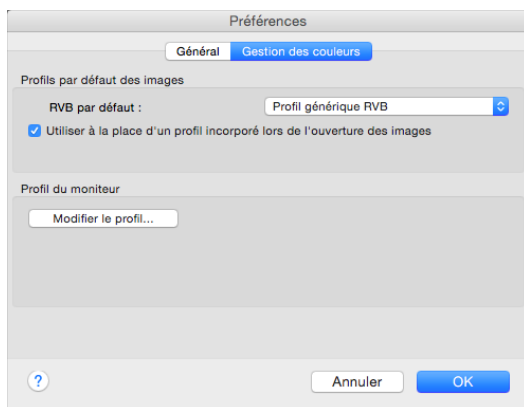 Préférences
Général Gestion des couleurs
Profils par défaut des images
RVB par défaut : Profil générique RVB
Utiliser à la place d'un profil incorporé lors de l'ouverture des images
Profil du moniteur
Modifier le profil...
? Annuler OK